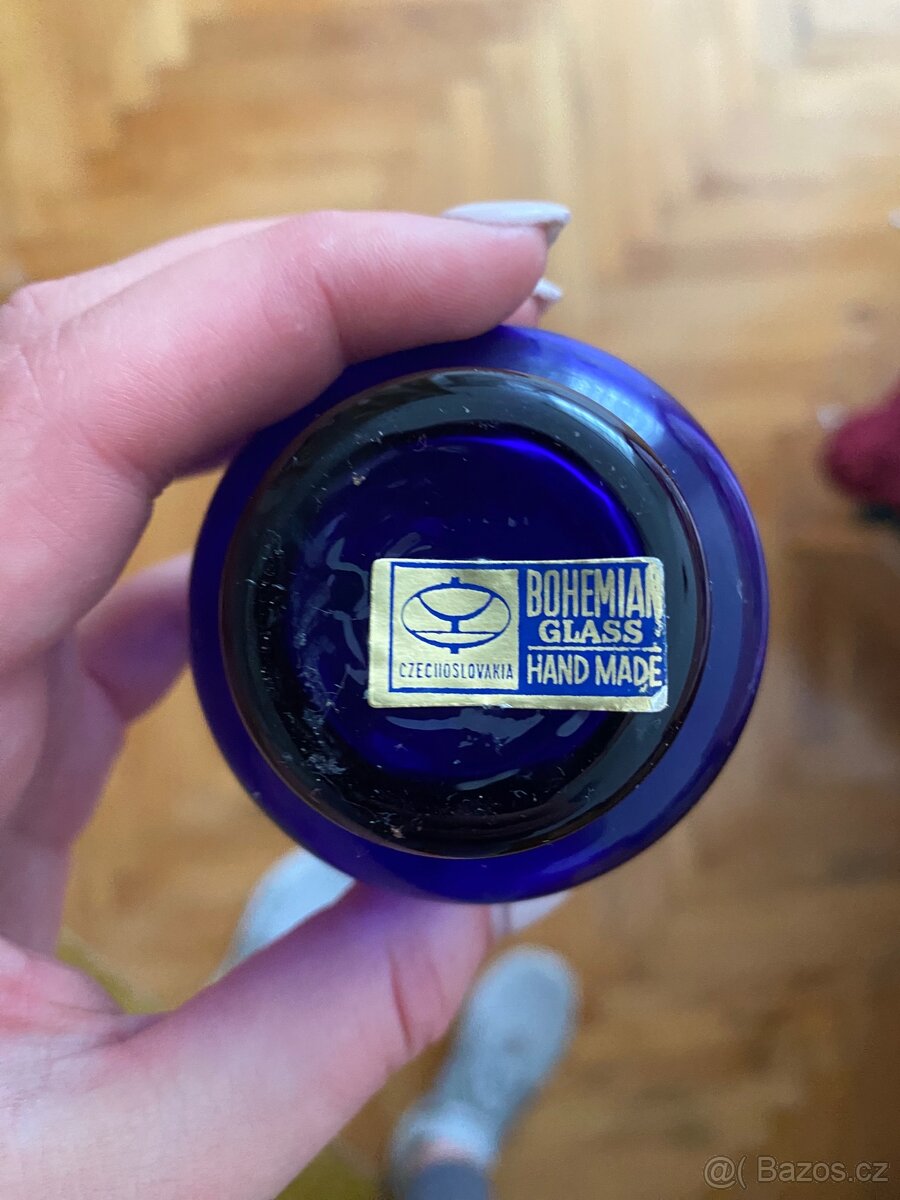 BOHEMIAN
GLASS
HAND MADE
CZECHOSLOVAKIA
@( Bazos.cz